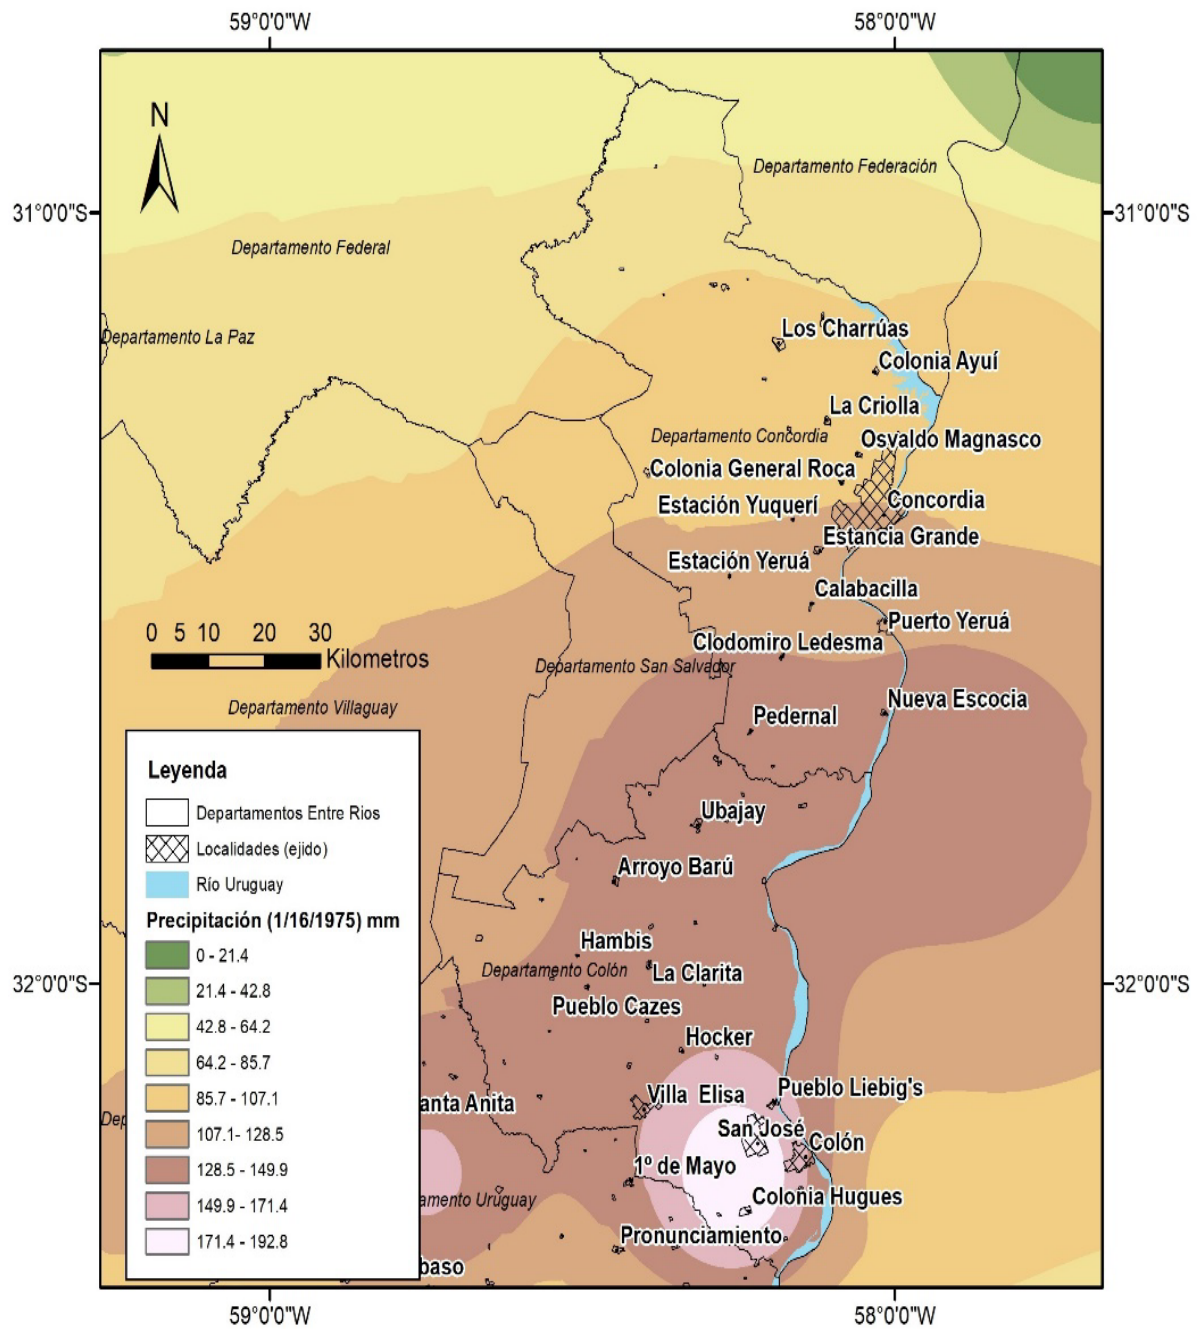 59°0'0"W 58°0'0"W
N
Departamento Federación
31°0'0"S 31°0'0"S
Departamento Federal
Los Charrúas
Departamento La Paz
Colonia Ayuí
La Criolla
Departamento Concordia
Osvaldo Magnasco
Colonia General Roca
Concordia
Estación Yuquerí
Estancia Grande
Estación Yeruá
Calabacilla
Puerto Yeruá
0 5 10 20 30
Kilometros
Clodomiro Ledesma
Departamento San Salvador
Nueva Escocia
Departamento Villaguay
Pedernal
Ubajay
Arroyo Barú
Hambis
Departamento Colón
La Clarita
32°0'0"S 32°0'0"S
Pueblo Cazes
Hocker
Villa Elisa
Pueblo Liebig's
anta Anita
Dep
San José
Colón
1º de Mayo
Colonia Hugues
amento Uruguay
Pronunciamiento
baso
Leyenda
Departamentos Entre Rios
Localidades (ejido)
Río Uruguay
Precipitación (1/16/1975) mm
0 - 21.4
21.4 - 42.8
42.8 - 64.2
64.2 - 85.7
85.7 - 107.1
107.1- 128.5
128.5 - 149.9
149.9 - 171.4
171.4 - 192.8
59°0'0"W 58°0'0"W